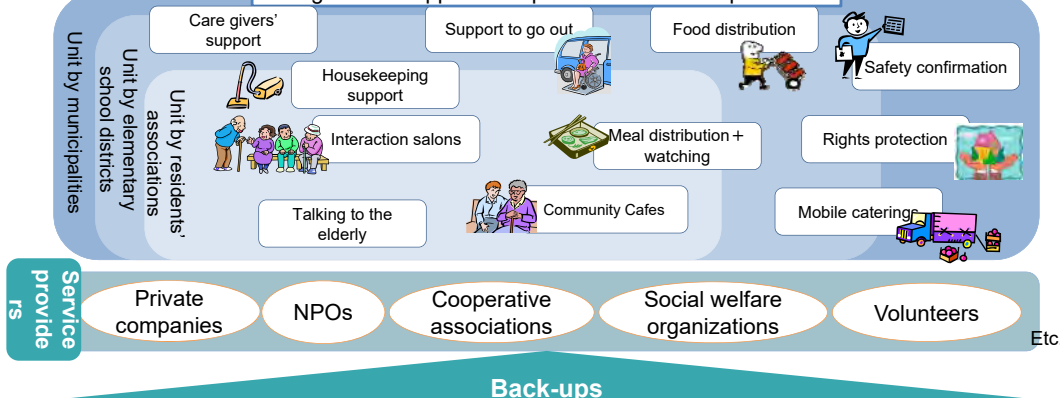 Care givers'
support
Support to go out
Food distribution
Safety confirmation
Housekeeping
support
Interaction salons
Meal distribution+
watching
Rights protection
Talking to the
elderly
Community Cafes
Mobile caterings
Unit by municipalities
Unit by elementary
school districts
Unit by residents'
associations
Service
provide
rs
Private
companies
NPOs
Cooperative
associations
Social welfare
organizations
Volunteers
Etc
Back-ups